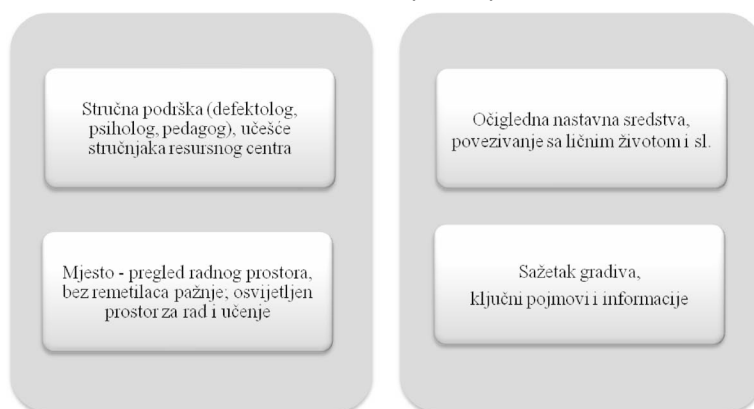 Stručna podrška (defektolog,
psiholog, pedagog), učešće
stručnjaka resursnog centra
Mjesto - pregled radnog prostora,
bez remetilaca pažnje; osvijetljen
prostor za rad i učenje
Očigledna nastavna sredstva,
povezivanje sa ličnim životom i sl.
Sažetak gradiva,
ključni pojmovi i informacije